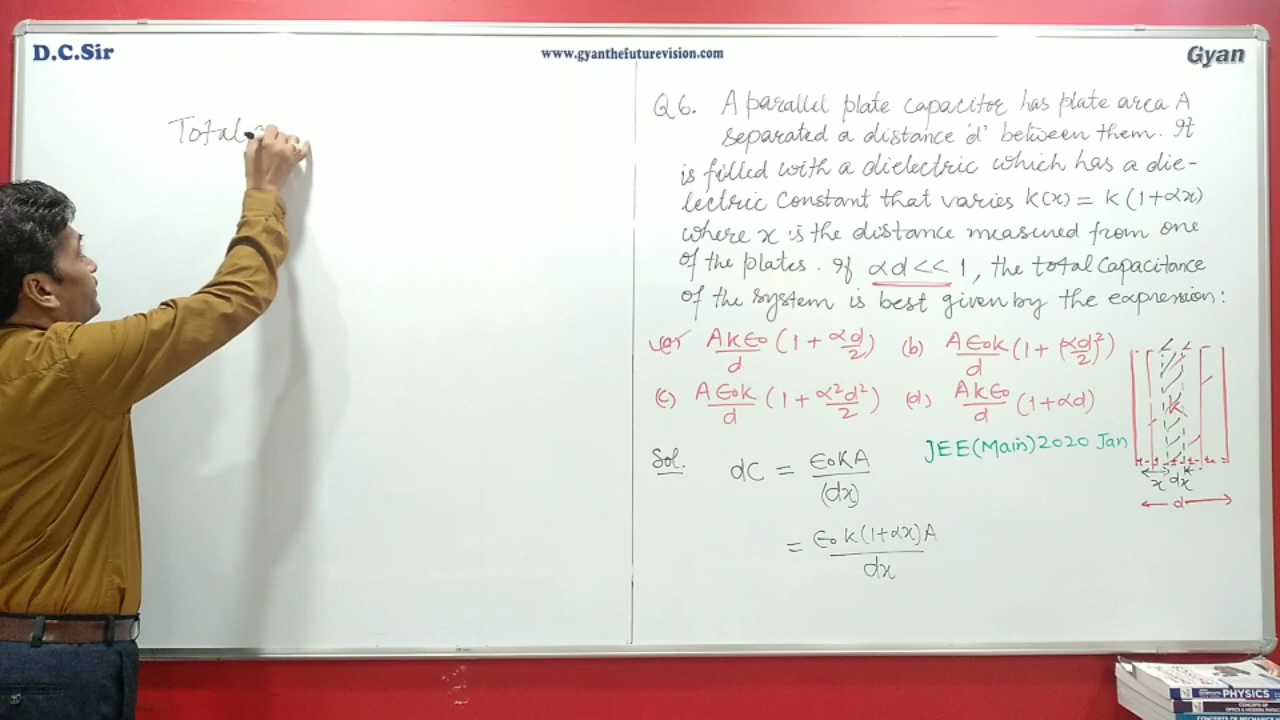 D.C.Sir
www.gyanthefuturevision.com
Gyan
Total
Q6. A parallel plate capacitor has plate area A
separated a distance 'd' between them. It
is filled with a dielectric which has a die-
lectric constant that varies k(x) = k(1+αx)
where x is the distance measured from one
of the plates. If αd << 1, the total capacitance
of the system is best given by the expression:
(a) AkЄ₀/d (1 + αd/2) (b) AЄ₀k/d (1 + (αd/2)²)
(c) AЄ₀k/d (1 + α²d²/2) (d) AkЄ₀/d (1+αd)
JEE(Main)2020 Jan
Sol. dC = Є₀KA/(dx)
= Є₀k(1+αx)A/dx
K
x dx
d
PHYSICS